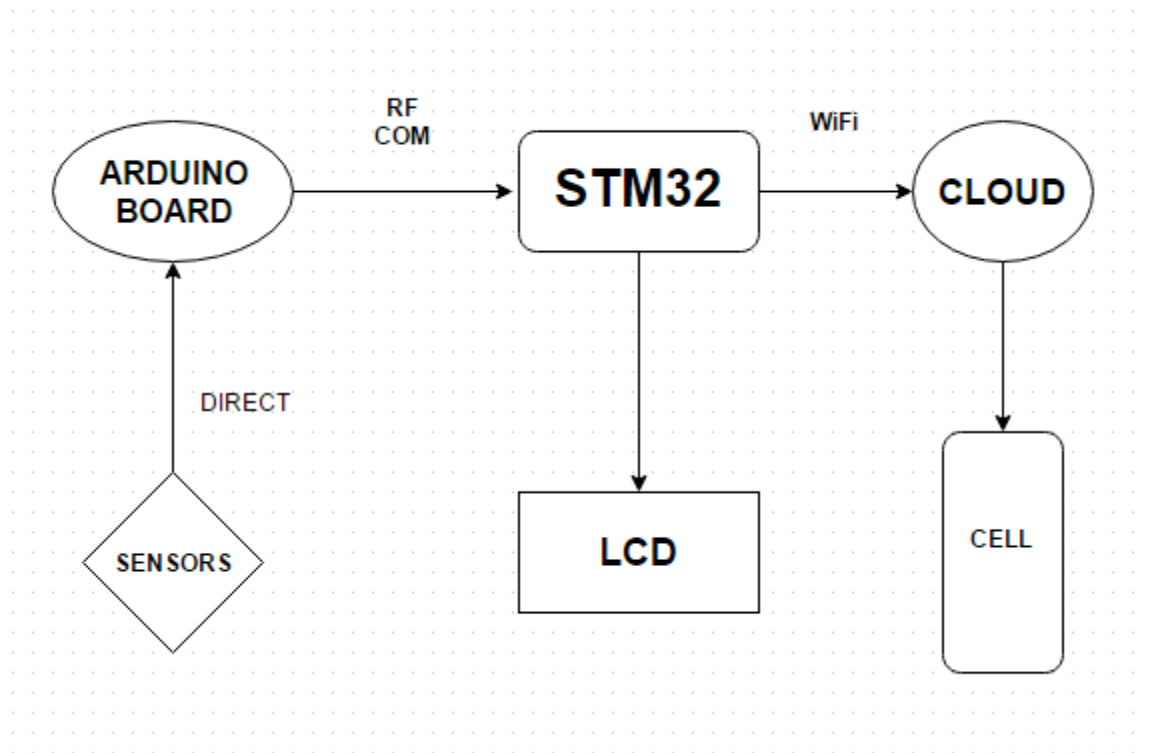 RF
COM
WiFi
ARDUINO
BOARD
STM32
CLOUD
DIRECT
SENSORS
LCD
CELL